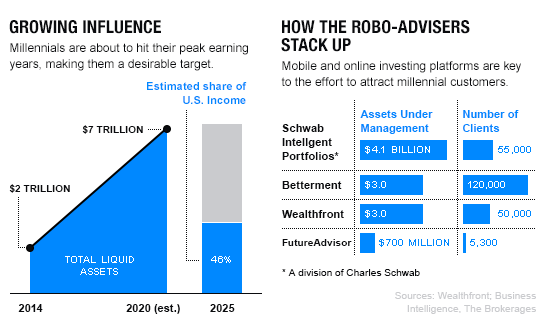 GROWING INFLUENCE
Millennials are about to hit their peak earning
years, making them a desirable target.
Estimated share of
U.S. Income
$7 TRILLION
$2 TRILLION
TOTAL LIQUID
ASSETS
46%
2014
2020 (est.)
2025
HOW THE ROBO-ADVISERS
STACK UP
Mobile and online investing platforms are key
to the effort to attract millennial customers.
Assets Under
Management
Number of
Clients
Schwab
Intellgent
Portfolios*
$4.1 BILLION
55,000
Betterment
$3.0
120,000
Wealthfront
$3.0
50,000
FutureAdvisor
$700 MILLION
5,300
* A division of Charles Schwab
Sources: Wealthfront; Business
Intelligence, The Brokerages